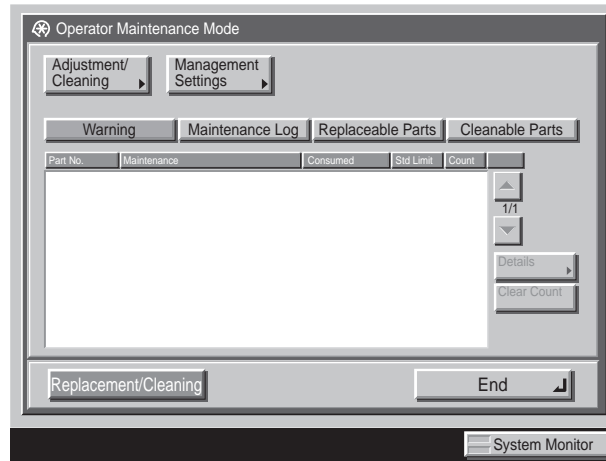 Operator Maintenance Mode
Adjustment/
Cleaning
Management
Settings
Warning Maintenance Log Replaceable Parts Cleanable Parts
Part No. Maintenance Consumed Std Limit Count
1/1
Details
Clear Count
Replacement/Cleaning End
System Monitor